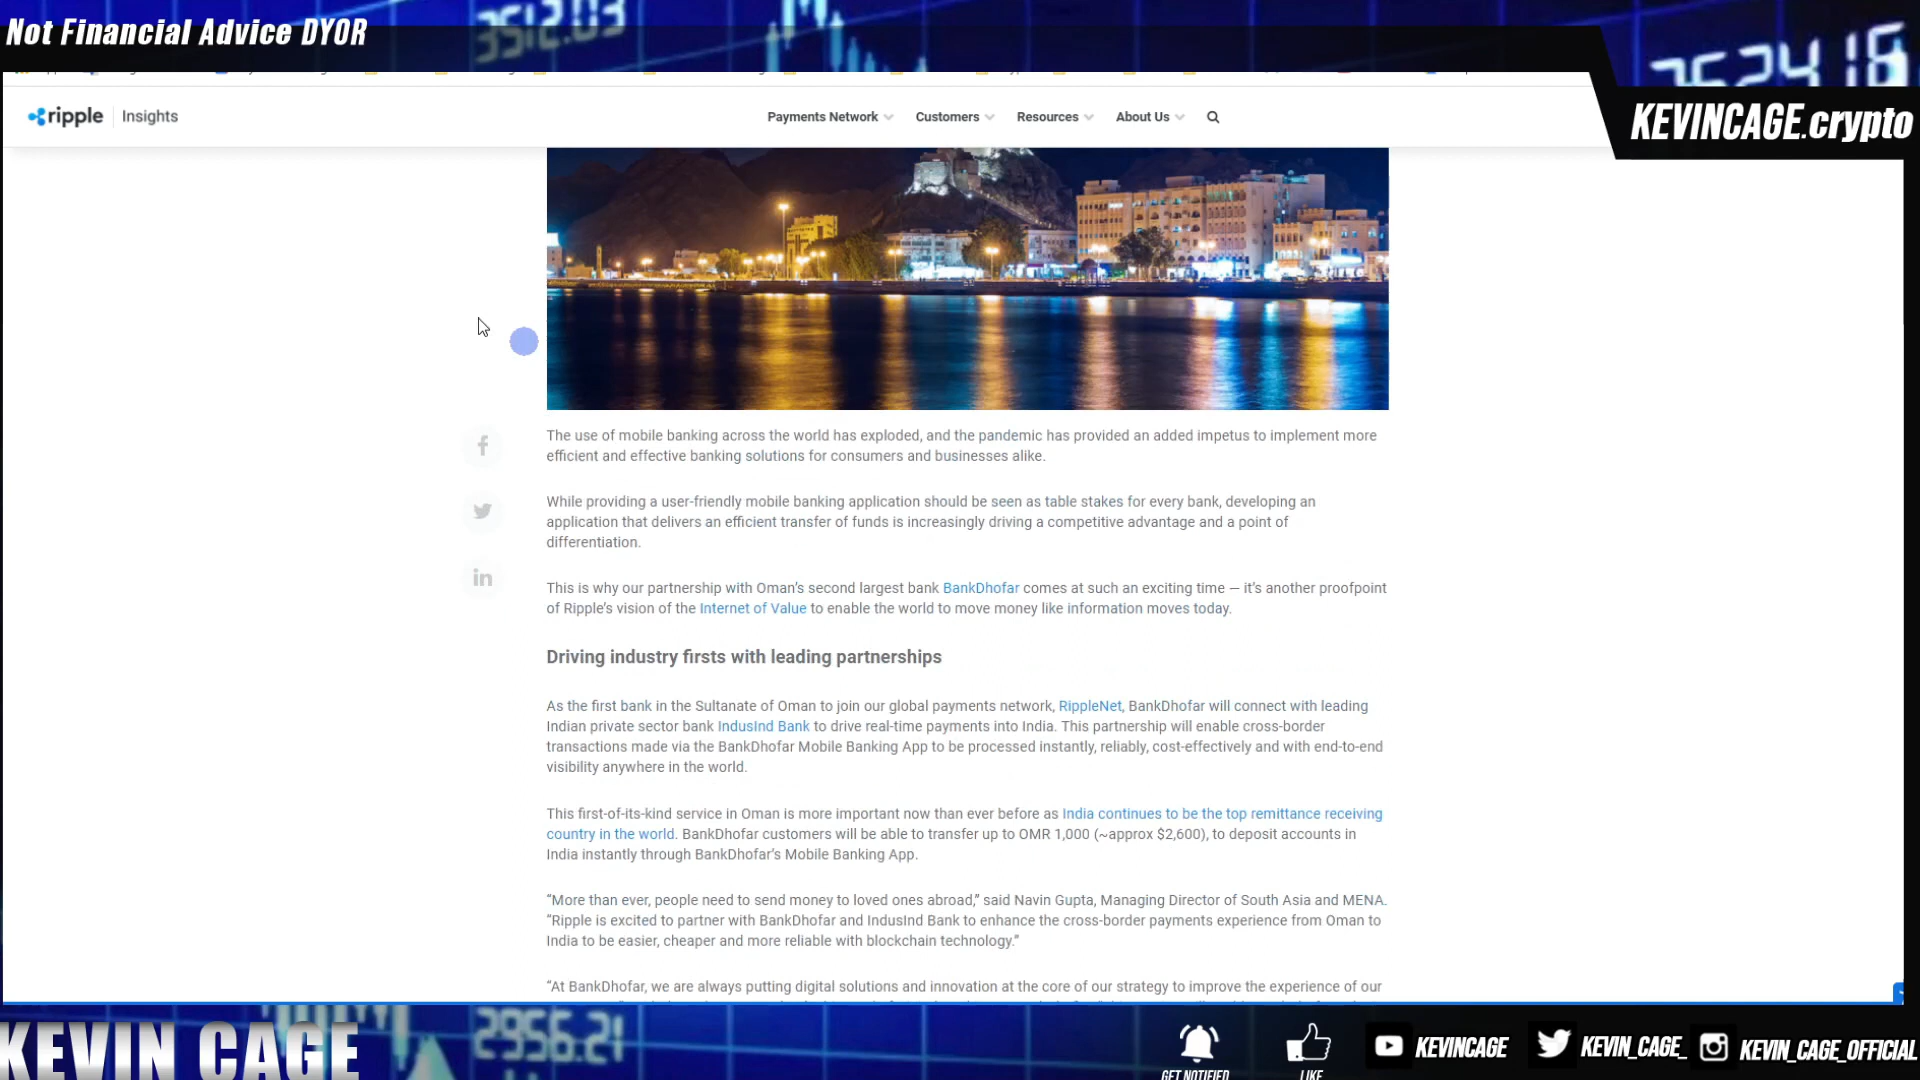 Not Financial Advice DYOR
3512.03
KEVINCAGE.crypto
ripple | Insights
Payments Network
Customers
Resources
About Us
The use of mobile banking across the world has exploded, and the pandemic has provided an added impetus to implement more
efficient and effective banking solutions for consumers and businesses alike.
While providing a user-friendly mobile banking application should be seen as table stakes for every bank, developing an
application that delivers an efficient transfer of funds is increasingly driving a competitive advantage and a point of
differentiation.
This is why our partnership with Oman's second largest bank BankDhofar comes at such an exciting time — it's another proofpoint
of Ripple's vision of the Internet of Value to enable the world to move money like information moves today.
Driving industry firsts with leading partnerships
As the first bank in the Sultanate of Oman to join our global payments network, RippleNet, BankDhofar will connect with leading
Indian private sector bank IndusInd Bank to drive real-time payments into India. This partnership will enable cross-border
transactions made via the BankDhofar Mobile Banking App to be processed instantly, reliably, cost-effectively and with end-to-end
visibility anywhere in the world.
This first-of-its-kind service in Oman is more important now than ever before as India continues to be the top remittance receiving
country in the world. BankDhofar customers will be able to transfer up to OMR 1,000 (~approx $2,600), to deposit accounts in
India instantly through BankDhofar's Mobile Banking App.
“More than ever, people need to send money to loved ones abroad,” said Navin Gupta, Managing Director of South Asia and MENA.
“Ripple is excited to partner with BankDhofar and IndusInd Bank to enhance the cross-border payments experience from Oman to
India to be easier, cheaper and more reliable with blockchain technology.”
“At BankDhofar, we are always putting digital solutions and innovation at the core of our strategy to improve the experience of our
KEVIN CAGE
2956.21
GET NOTIFIED
LIKE
KEVINCAGE
KEVIN_CAGE_
KEVIN_CAGE_OFFICIAL